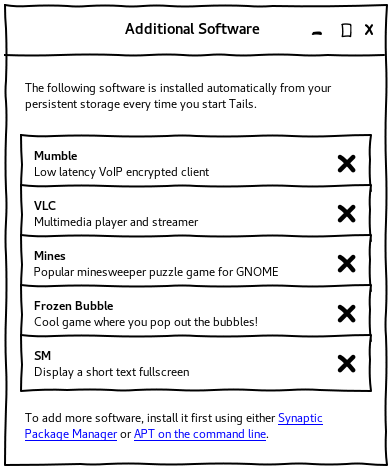 Additional Software
The following software is installed automatically from your
persistent storage every time you start Tails.
Mumble
Low latency VoIP encrypted client
VLC
Multimedia player and streamer
Mines
Popular minesweeper puzzle game for GNOME
Frozen Bubble
Cool game where you pop out the bubbles!
SM
Display a short text fullscreen
To add more software, install it first using either Synaptic
Package Manager or APT on the command line.